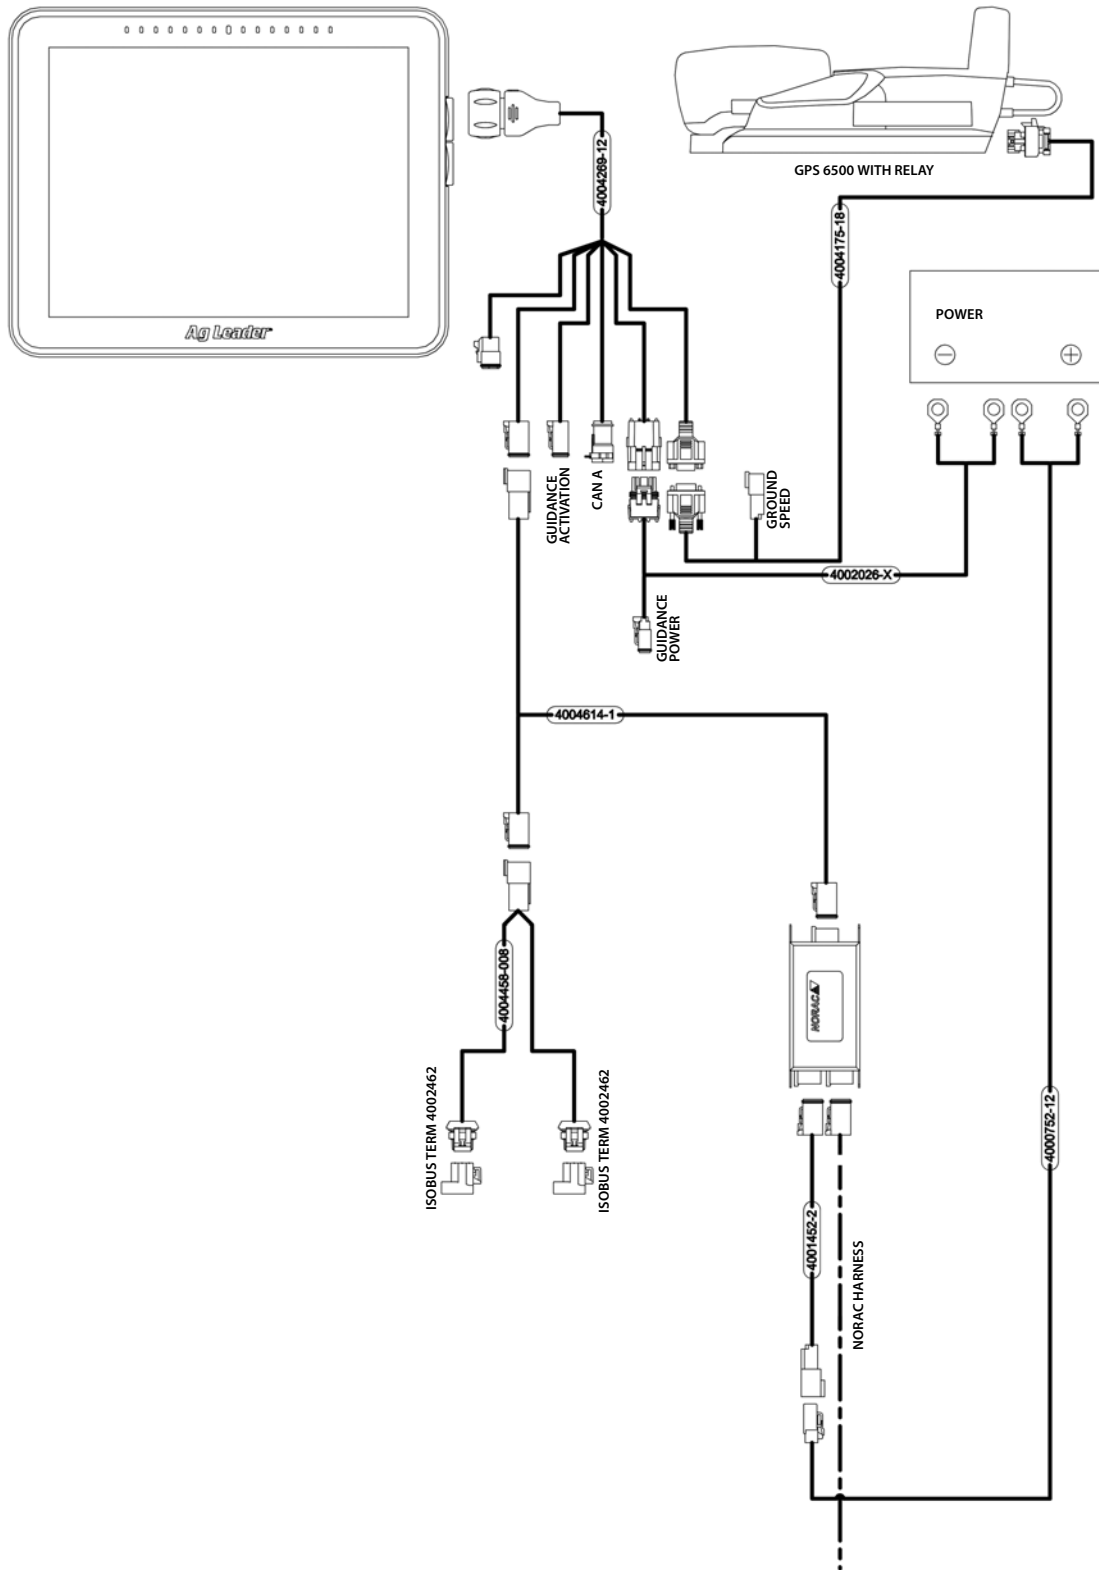 Ag Leader
4004269-12
GPS 6500 WITH RELAY
4004175-18
POWER
GUIDANCE
ACTIVATION
CAN A
GROUND
SPEED
4002026-X
GUIDANCE
POWER
4004614-1
4004458-008
NORAC
ISOBUS TERM 4002462
ISOBUS TERM 4002462
4000752-12
4001452-2
NORAC HARNESS